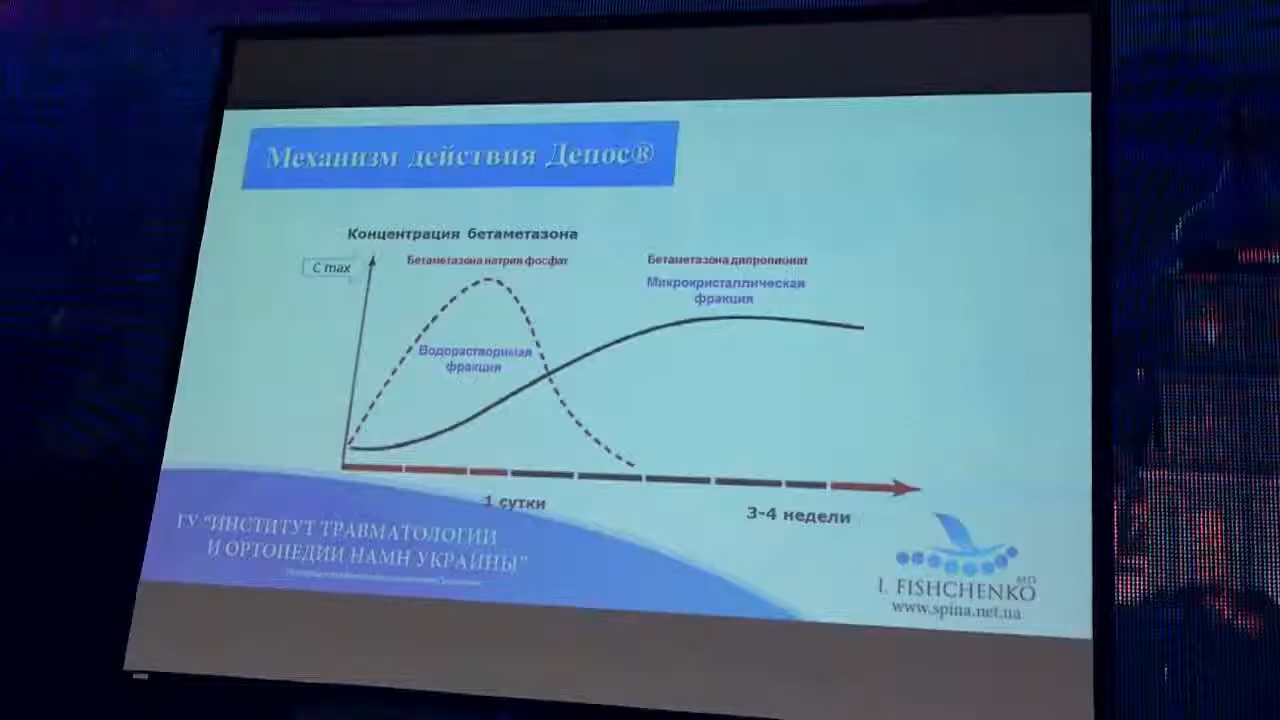 Механизм действия Депос®
Концентрация бетаметазона
C max
Бетаметазона натрия фосфат
Бетаметазона дипропионат
Микрокристаллическая
фракция
Водорастворимая
фракция
1 сутки
3-4 недели
ГУ "ИНСТИТУТ ТРАВМАТОЛОГИИ
И ОРТОПЕДИИ НАМН УКРАИНЫ"
I. FISHCHENKO MD
www.spina.net.ua